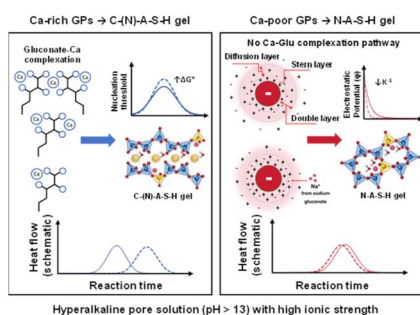 Ca-rich GPs → C-(N)-A-S-H gel
Gluconate-Ca
complexation
Ca
Ca
Ca
Ca
Ca
Nucleation
threshold
↑ΔG*
C-(N)-A-S-H gel
Heat flow
(schematic)
Reaction time
Ca-poor GPs → N-A-S-H gel
No Ca-Glu complexation pathway
Diffusion layer
Stern layer
Double layer
Na⁺
from sodium
gluconate
Electrostatic
Potential (φ)
↓K⁻¹
N-A-S-H gel
Heat flow
(schematic)
Reaction time
Hyperalkaline pore solution (pH > 13) with high ionic strength